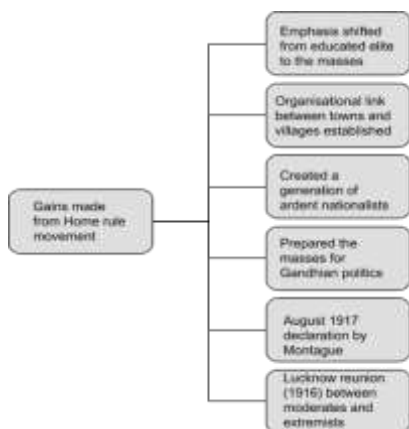 Gains made
from Home rule
movement
Emphasis shifted
from educated elite
to the masses
Organisational link
between towns and
villages established
Created a
generation of
ardent nationalists
Prepared the
masses for
Gandhian politics
August 1917
declaration by
Montague
Lucknow reunion
(1916) between
moderates and
extremists